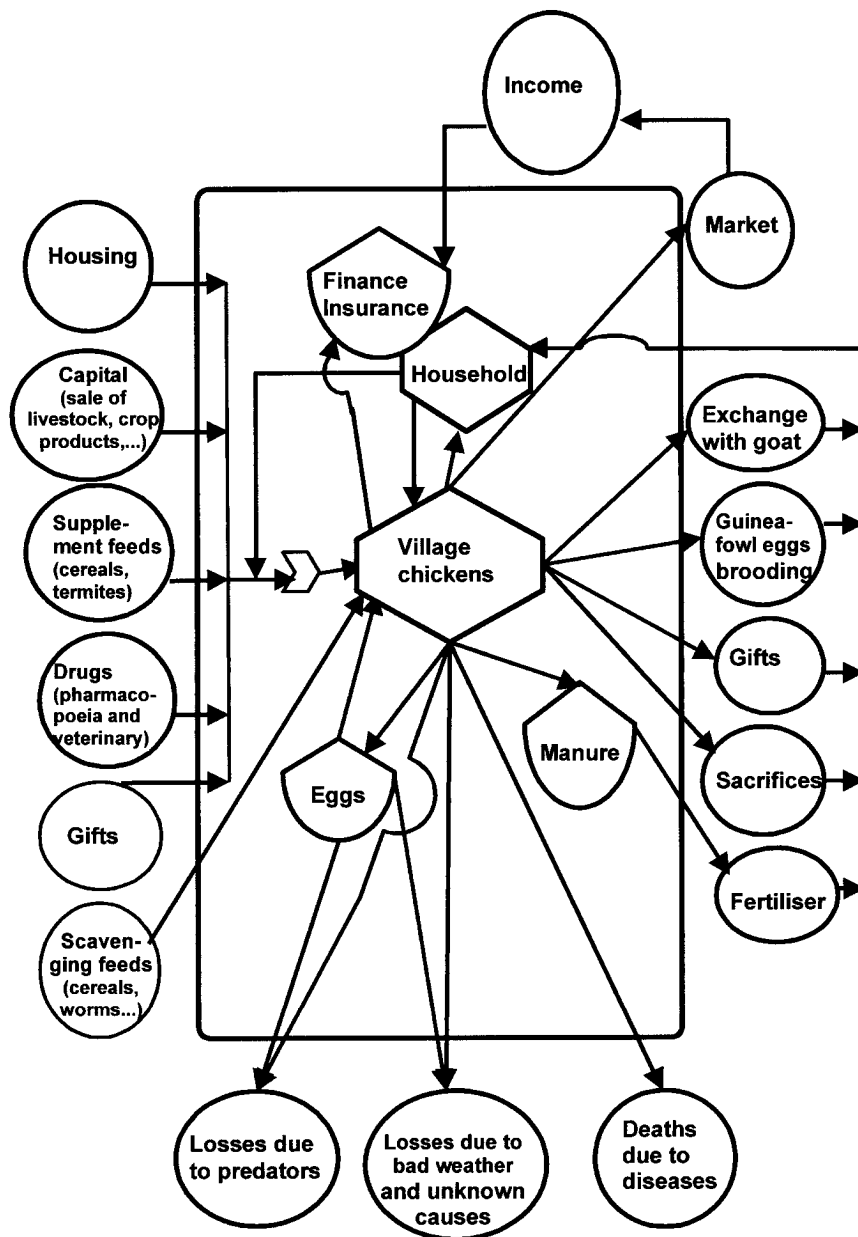 Income
Market
Housing
Finance
Insurance
Household
Capital
(sale of
livestock, crop
products,...)
Exchange
with goat
Supple-
ment feeds
(cereals,
termites)
Village
chickens
Guinea-
fowl eggs
brooding
Drugs
(pharmaco-
poeia and
veterinary)
Gifts
Eggs
Manure
Sacrifices
Gifts
Fertiliser
Scaven-
ging feeds
(cereals,
worms...)
Losses due
to predators
Losses due to
bad weather
and unknown
causes
Deaths
due to
diseases